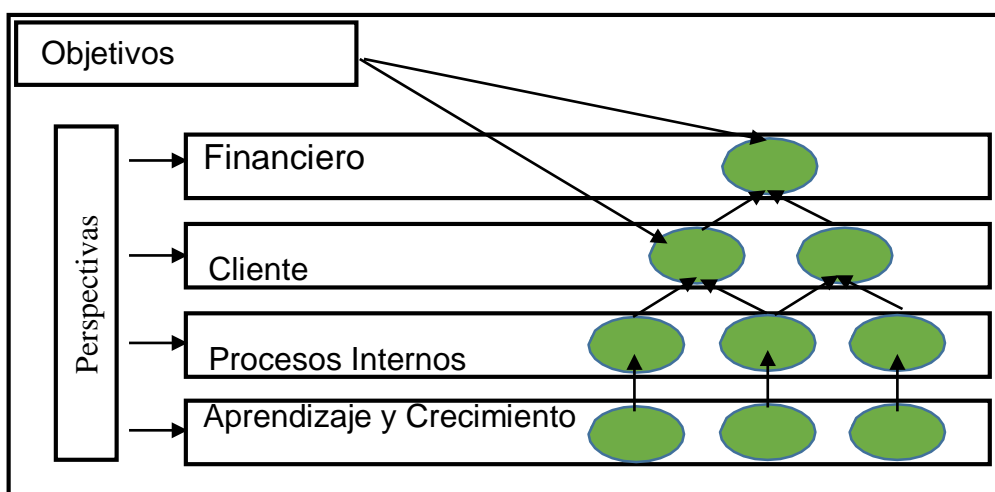 Objetivos
Financiero
Perspectivas
Cliente
Procesos Internos
Aprendizaje y Crecimiento